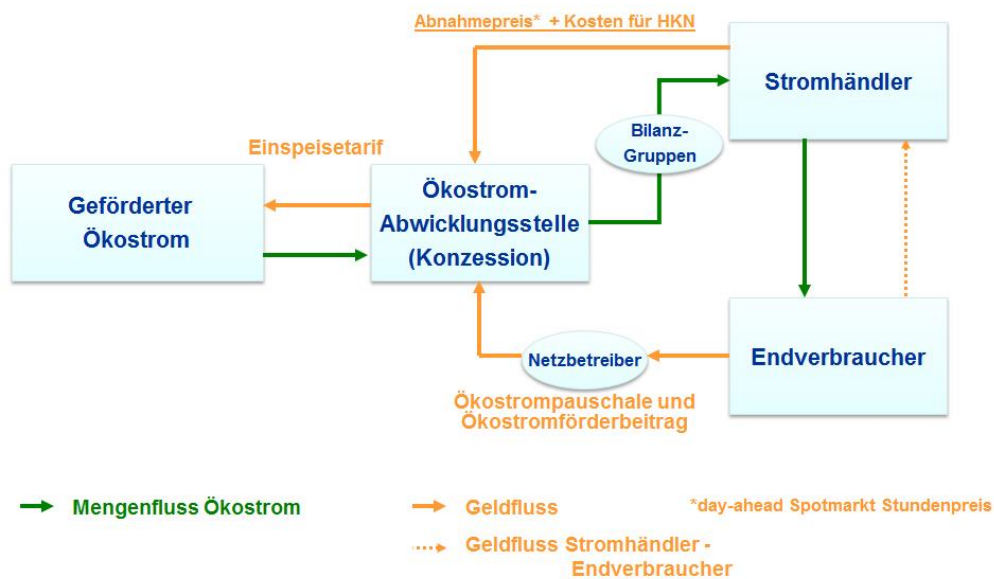 Abnahmepreis* + Kosten für HKN
Stromhändler
Bilanz-
Gruppen
Einspeisetarif
Geförderter
Ökostrom
Ökostrom-
Abwicklungsstelle
(Konzession)
Netzbetreiber
Endverbraucher
Ökostrompauschale und
Ökostromförderbeitrag
Mengenfluss Ökostrom
Geldfluss
*day-ahead Spotmarkt Stundenpreis
Geldfluss Stromhändler -
Endverbraucher